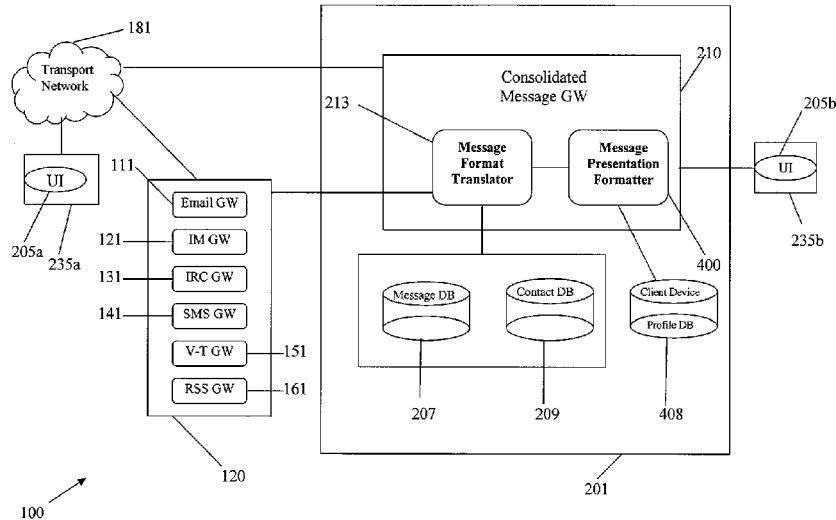 181
Transport
Network
UI
205a
235a
111
121
131
141
Email GW
IM GW
IRC GW
SMS GW
V-T GW
RSS GW
151
161
120
100
Consolidated
Message GW
210
213
Message
Format
Translator
Message
Presentation
Formatter
400
205b
UI
235b
Message DB
Contact DB
Client Device
Profile DB
207
209
408
201